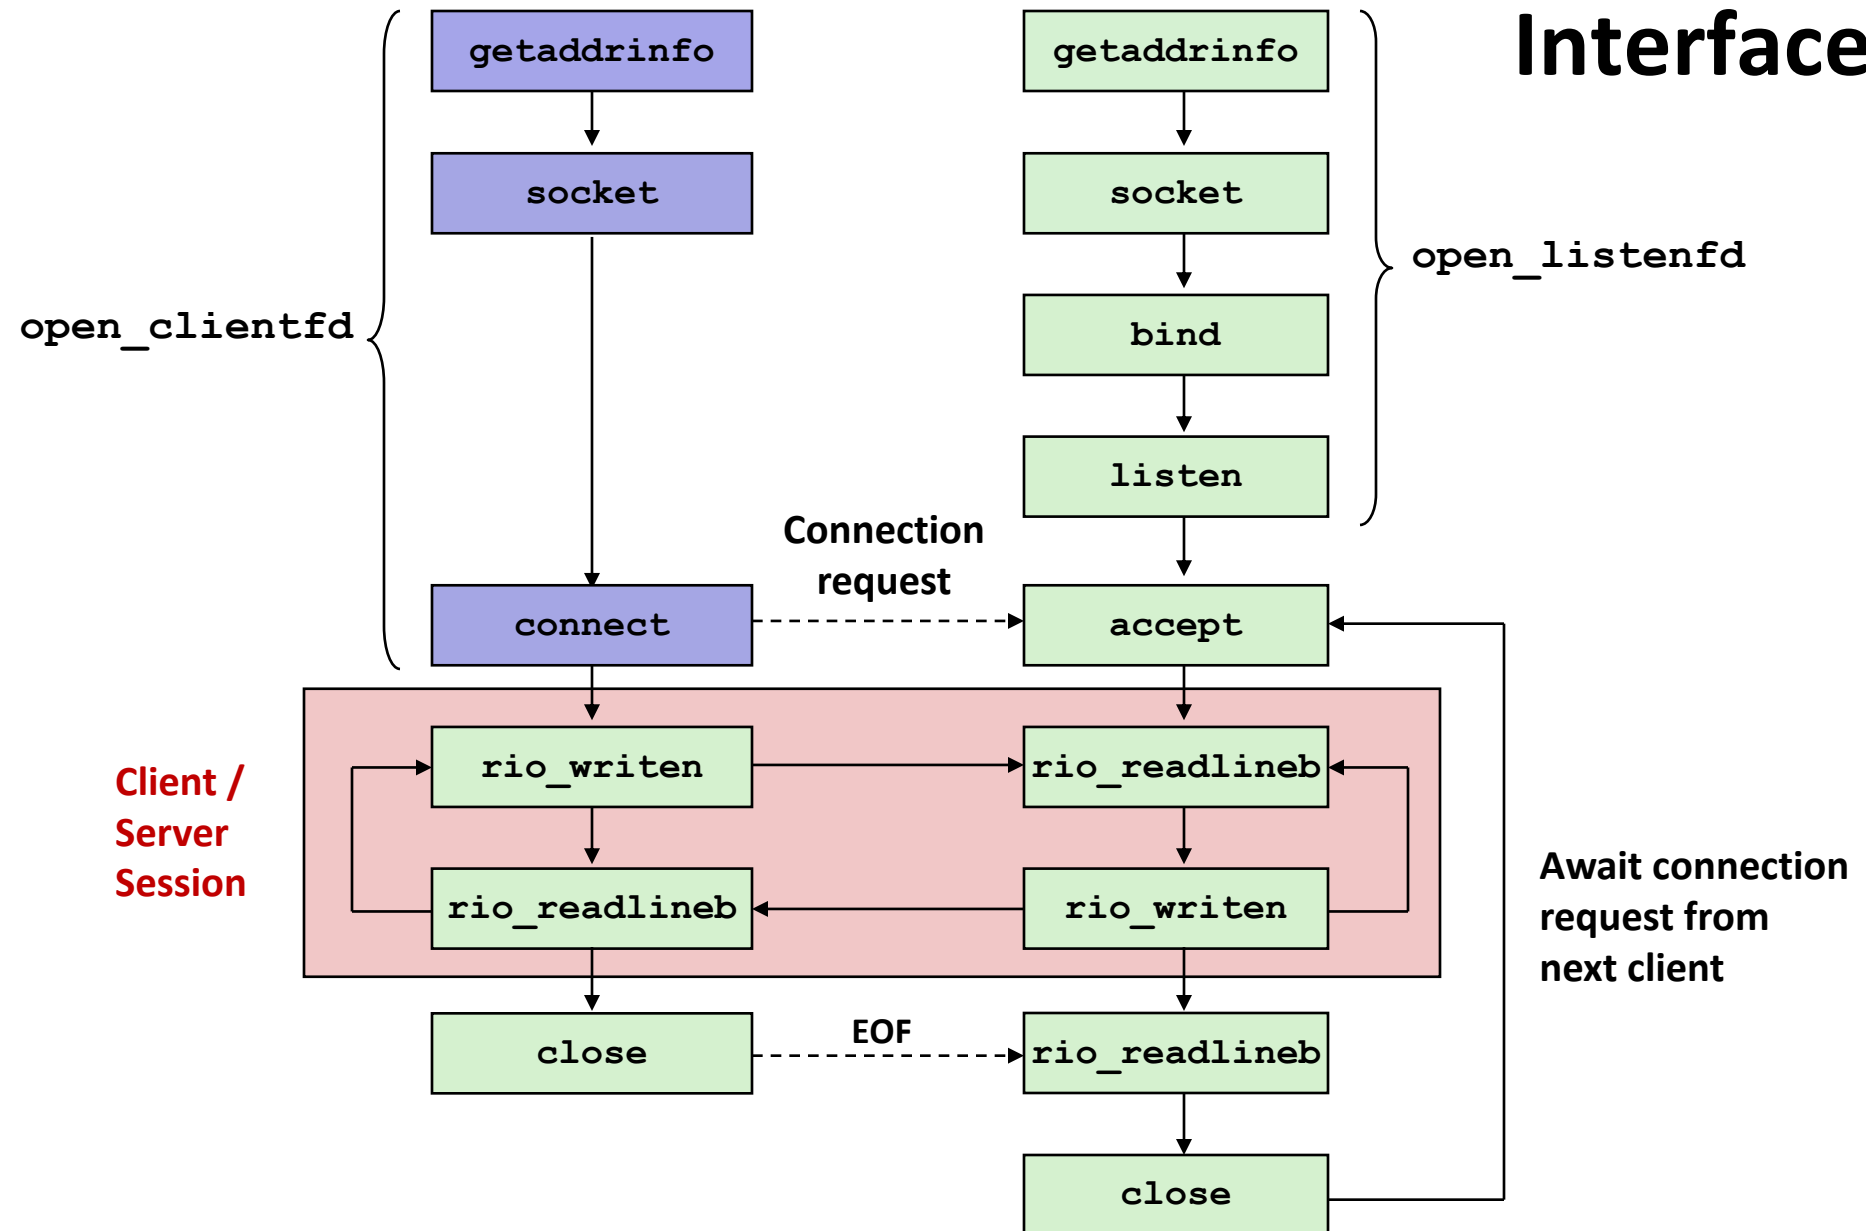 Interface
getaddrinfo
getaddrinfo
socket
socket
open_listenfd
open_clientfd
bind
listen
Connection
request
connect
accept
Client /
Server
Session
rio_writen
rio_readlineb
rio_readlineb
rio_writen
Await connection
request from
next client
close
EOF
rio_readlineb
close